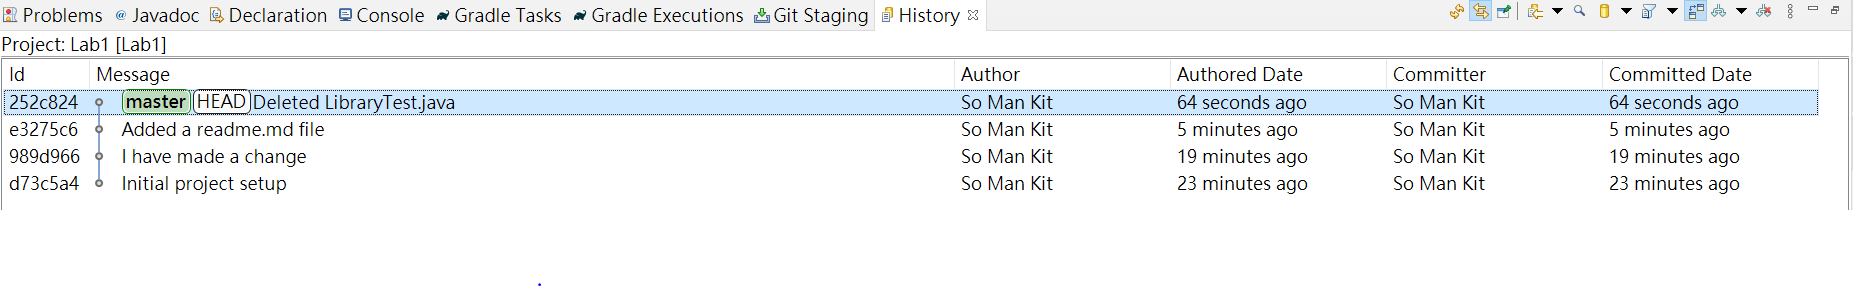 Problems @ Javadoc Declaration Console Gradle Tasks Gradle Executions Git Staging History
Project: Lab1 [Lab1]
Id Message Author Authored Date Committer Committed Date
252c824 master HEAD Deleted LibraryTest.java So Man Kit 64 seconds ago So Man Kit 64 seconds ago
e3275c6 Added a readme.md file So Man Kit 5 minutes ago So Man Kit 5 minutes ago
989d966 I have made a change So Man Kit 19 minutes ago So Man Kit 19 minutes ago
d73c5a4 Initial project setup So Man Kit 23 minutes ago So Man Kit 23 minutes ago